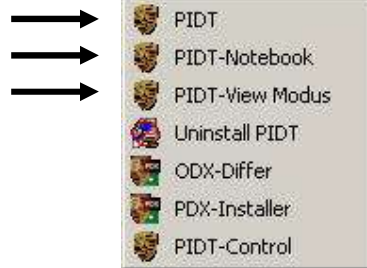 PIDT
PIDT-Notebook
PIDT-View Modus
Uninstall PIDT
ODX-Differ
PDX-Installer
PIDT-Control